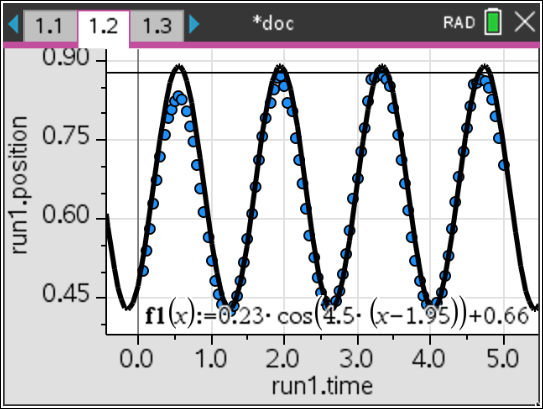 1.1 1.2 1.3 *doc RAD
0.90
0.75
0.60
0.45
run1.position
f1(x):=0.23· cos(4.5· (x−1.95))+0.66
0.0 1.0 2.0 3.0 4.0 5.0
run1.time